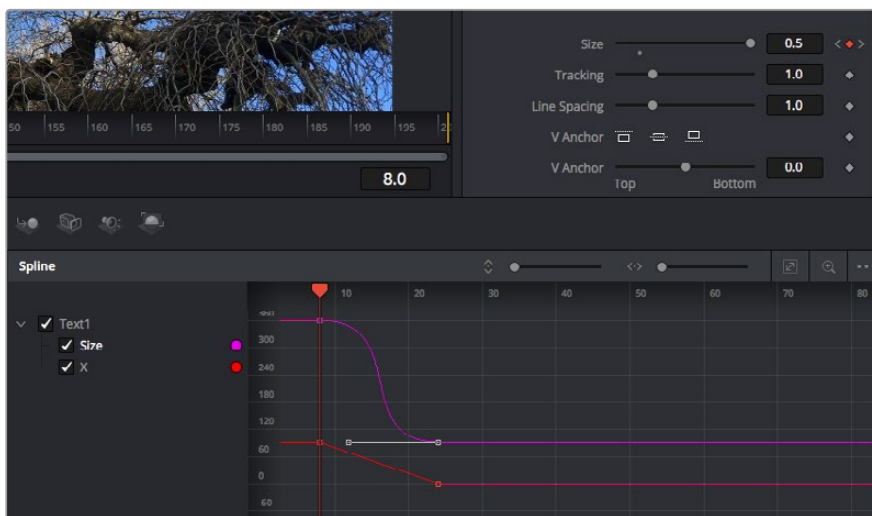 Size 0.5
Tracking 1.0
Line Spacing 1.0
V Anchor
V Anchor 0.0
Top Bottom
50 155 160 165 170 175 180 185 190 195
8.0
Spline
10 20 30 40 50 60 70 80
Text1
Size
X
300
240
180
120
60
0
60